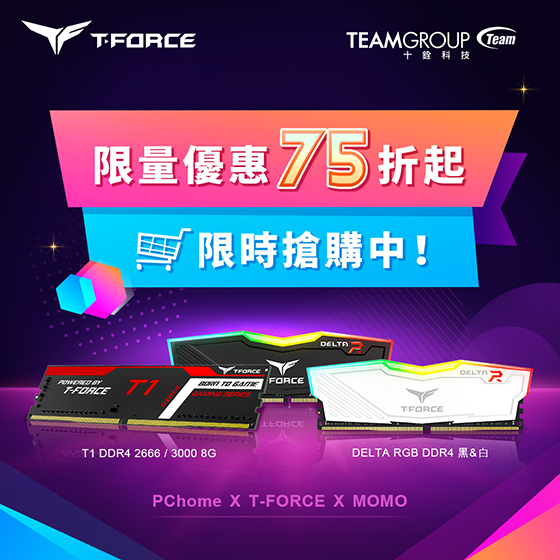 T-FORCE
TEAMGROUP Team
十銓科技
限量優惠75折起
限時搶購中!
DELTA R
POWERED BY
T-FORCE
T1
DDR4
BORN TO GAME
GAMING SERIES
T-FORCE
FORCE
DELTA R
T-FORCE
T1 DDR4 2666 / 3000 8G
DELTA RGB DDR4 黑&白
PChome X T-FORCE X MOMO